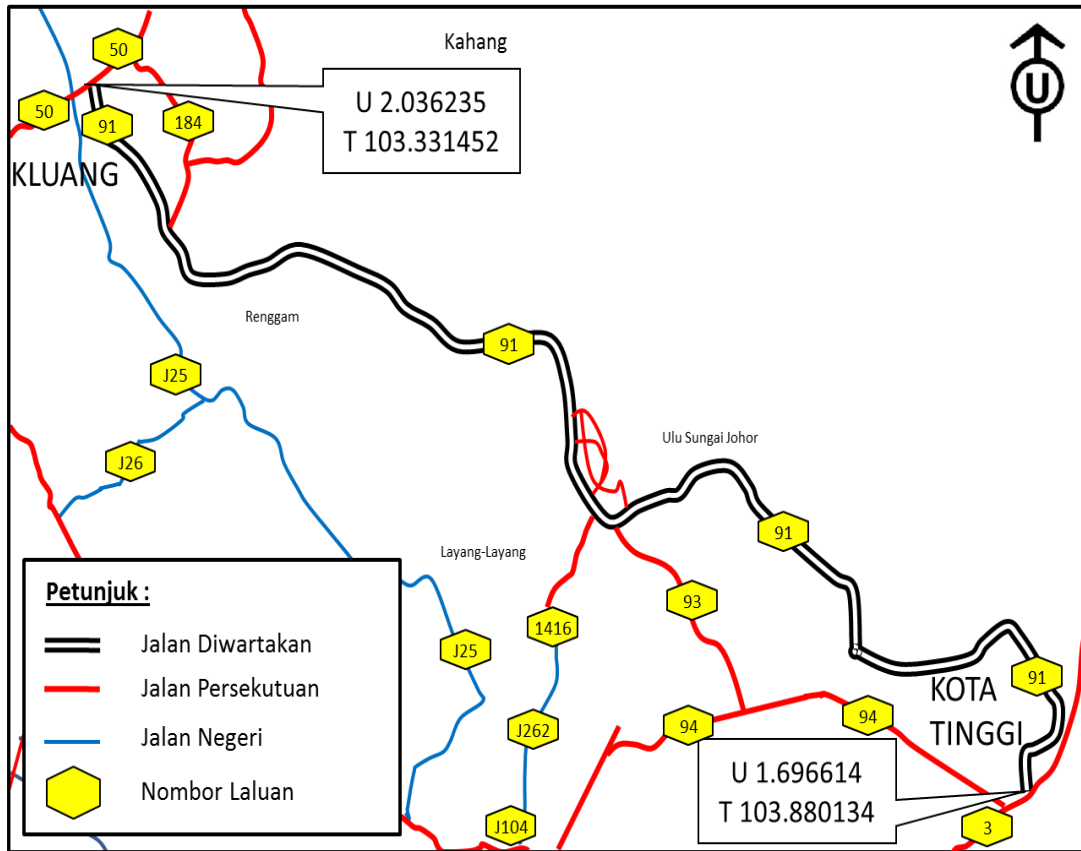 50
Kahang
U
U 2.036235
T 103.331452
50
91
184
KLUANG
Renggam
91
J25
Ulu Sungai Johor
J26
91
Layang-Layang
93
1416
J25
91
KOTA
TINGGI
94
94
J262
U 1.696614
T 103.880134
J104
3
Petunjuk :
Jalan Diwartakan
Jalan Persekutuan
Jalan Negeri
Nombor Laluan